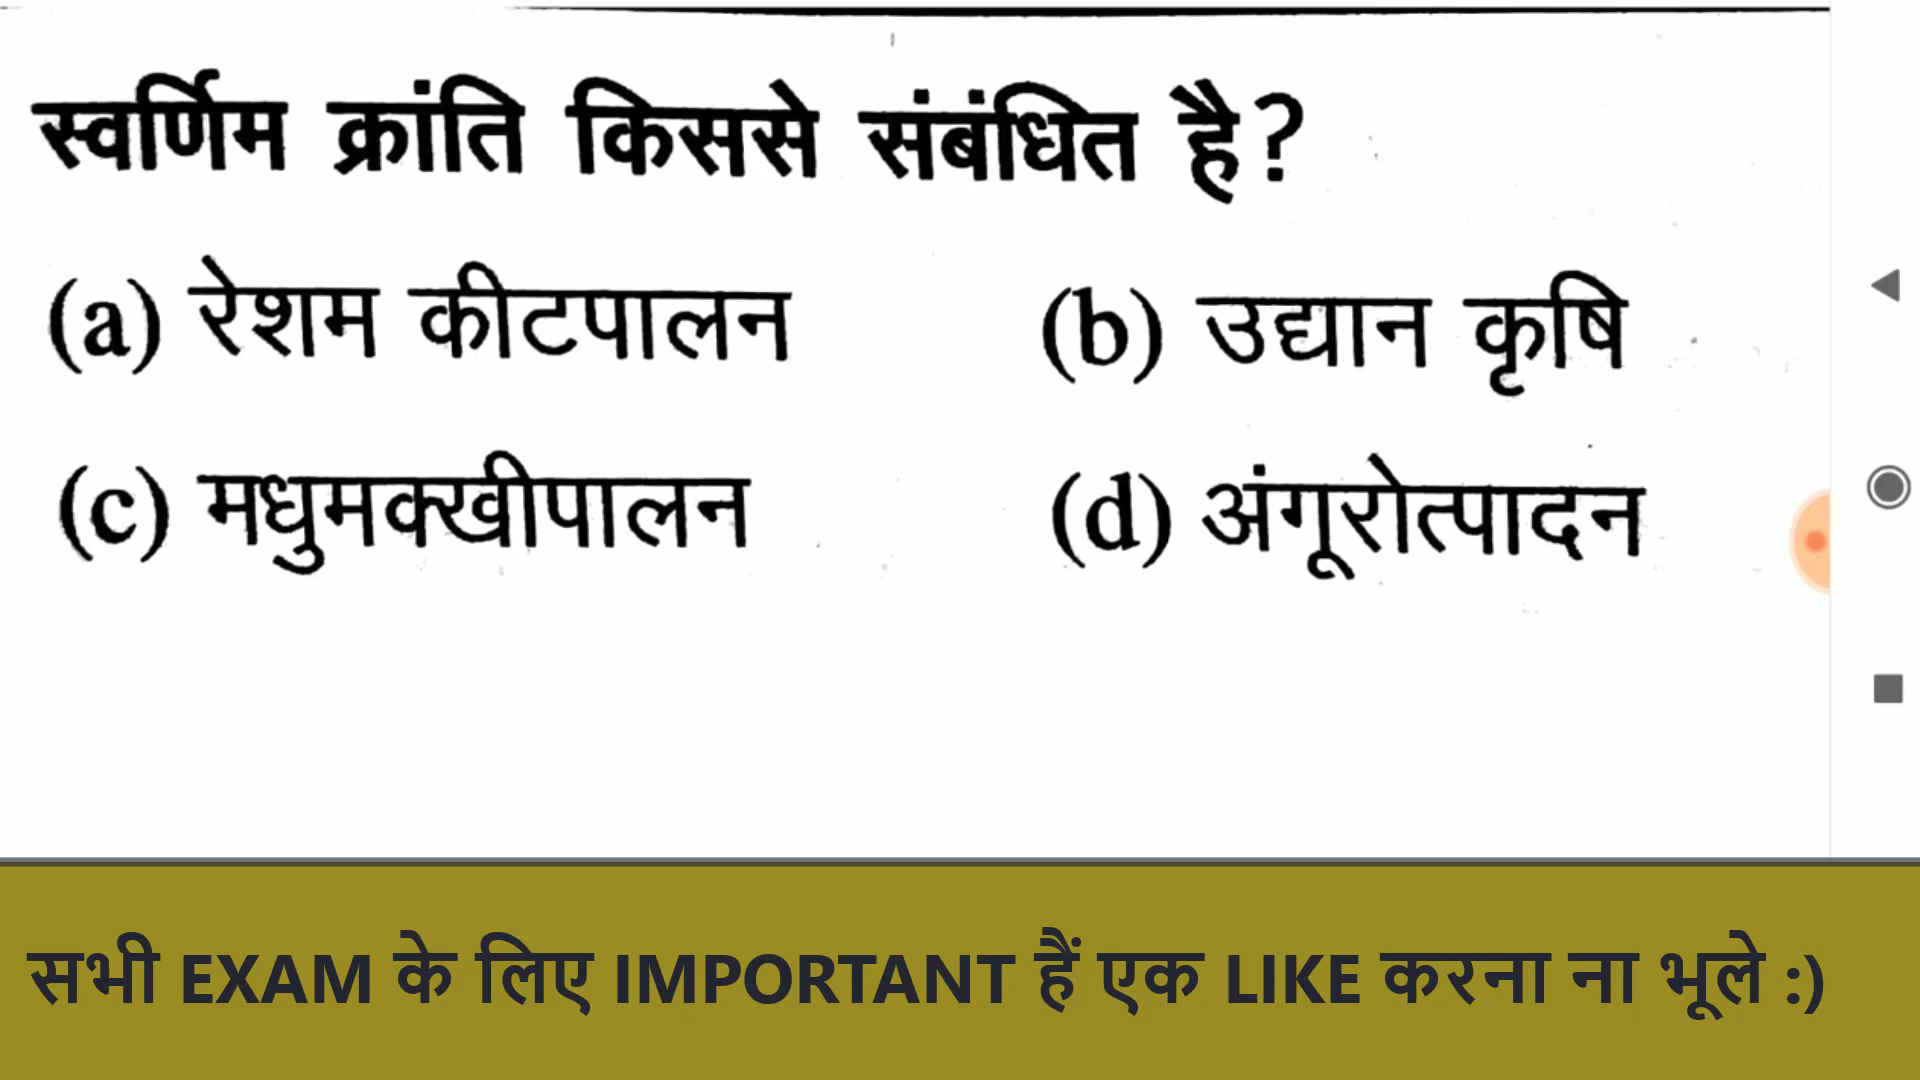 स्वर्णिम क्रांति किससे संबंधित है?
(a) रेशम कीटपालन (b) उद्यान कृषि
(c) मधुमक्खीपालन (d) अंगूरोत्पादन
सभी EXAM के लिए IMPORTANT हैं एक LIKE करना ना भूले :)